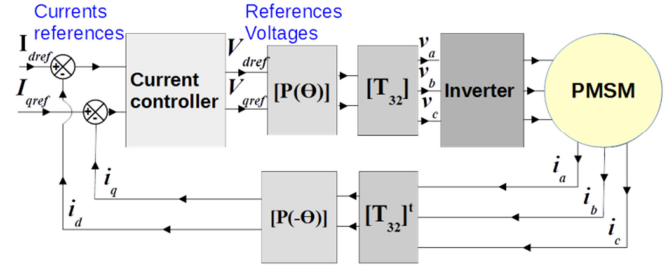 Currents
references
References
Voltages
I dref
I qref
Current
controller
V dref
V qref
[P(Θ)]
[T32]
v a
v b
v c
Inverter
PMSM
i a
i b
i c
[T32]t
[P(-Θ)]
i q
i d